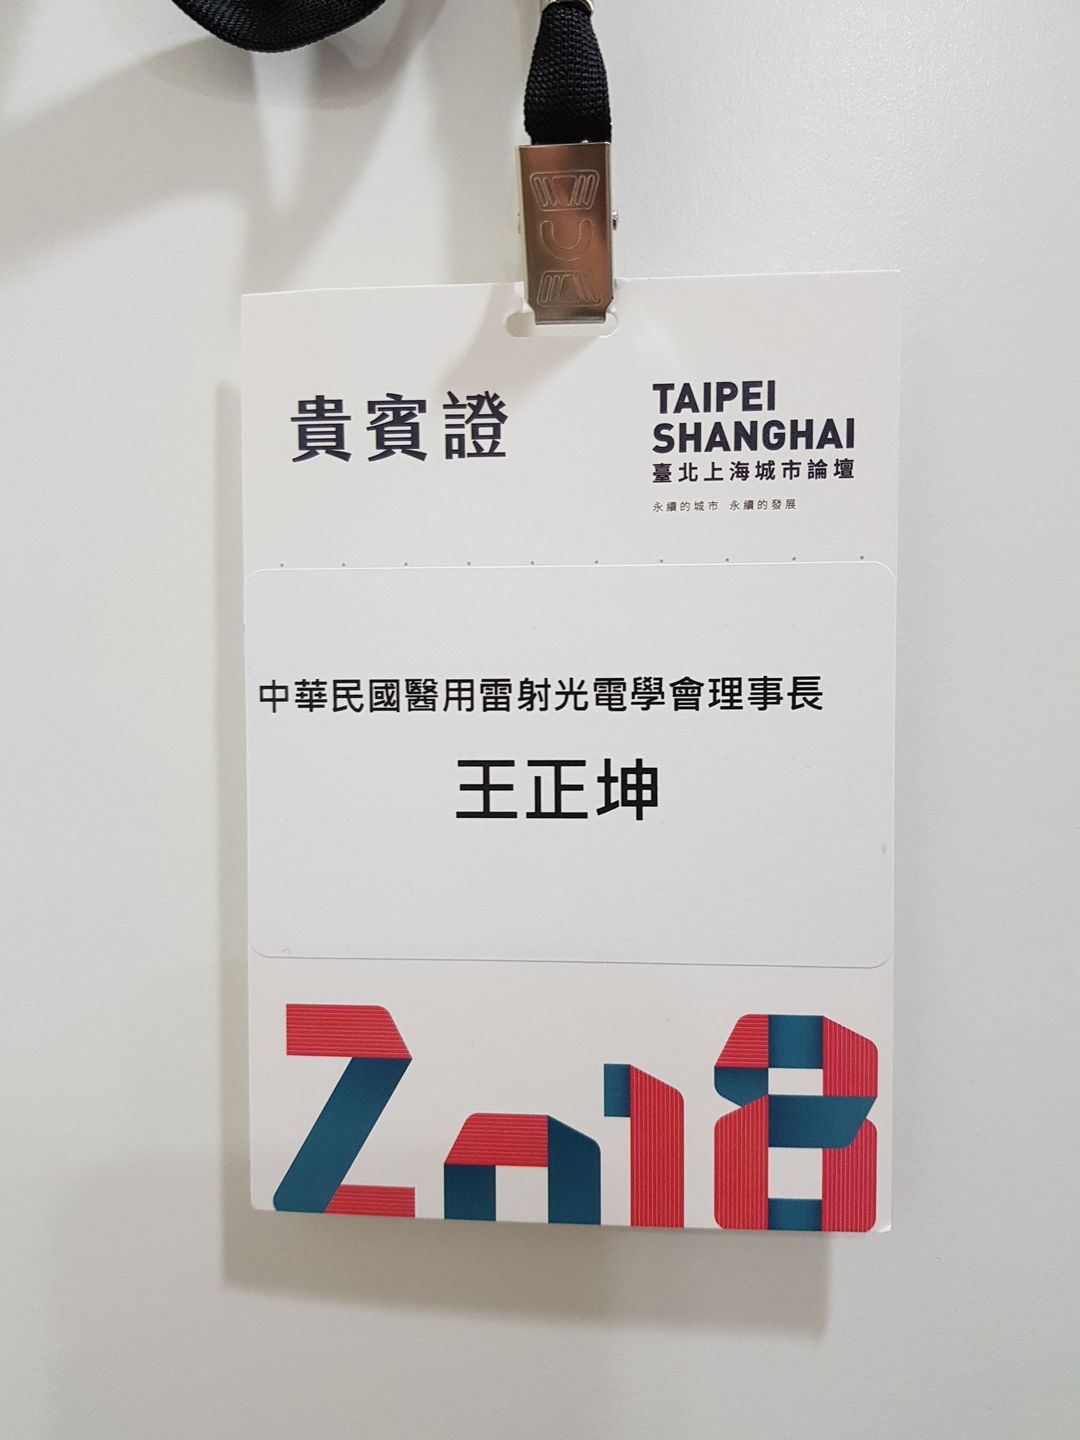 貴賓證
TAIPEI
SHANGHAI
臺北上海城市論壇
永續的城市 永續的發展
中華民國醫用雷射光電學會理事長
王正坤
2018